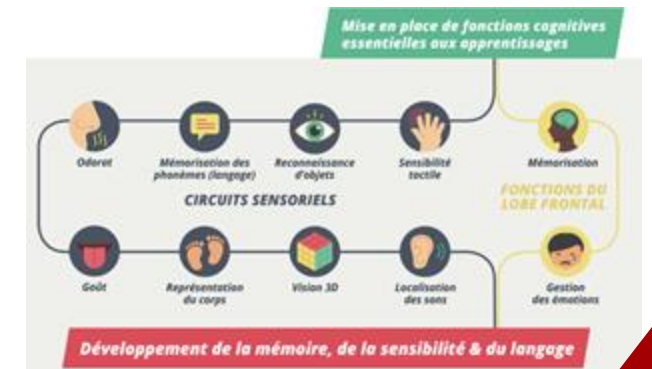 Mise en place de fonctions cognitives
essentielles aux apprentissages
Odorat
Mémorisation des
phonèmes (langage)
Reconnaissance
d'objets
Sensibilité
tactile
Mémorisation
CIRCUITS SENSORIELS
FONCTIONS DU
LOBE FRONTAL
Goût
Représentation
du corps
Vision 3D
Localisation
des sons
Gestion
des émotions
Développement de la mémoire, de la sensibilité & du langage